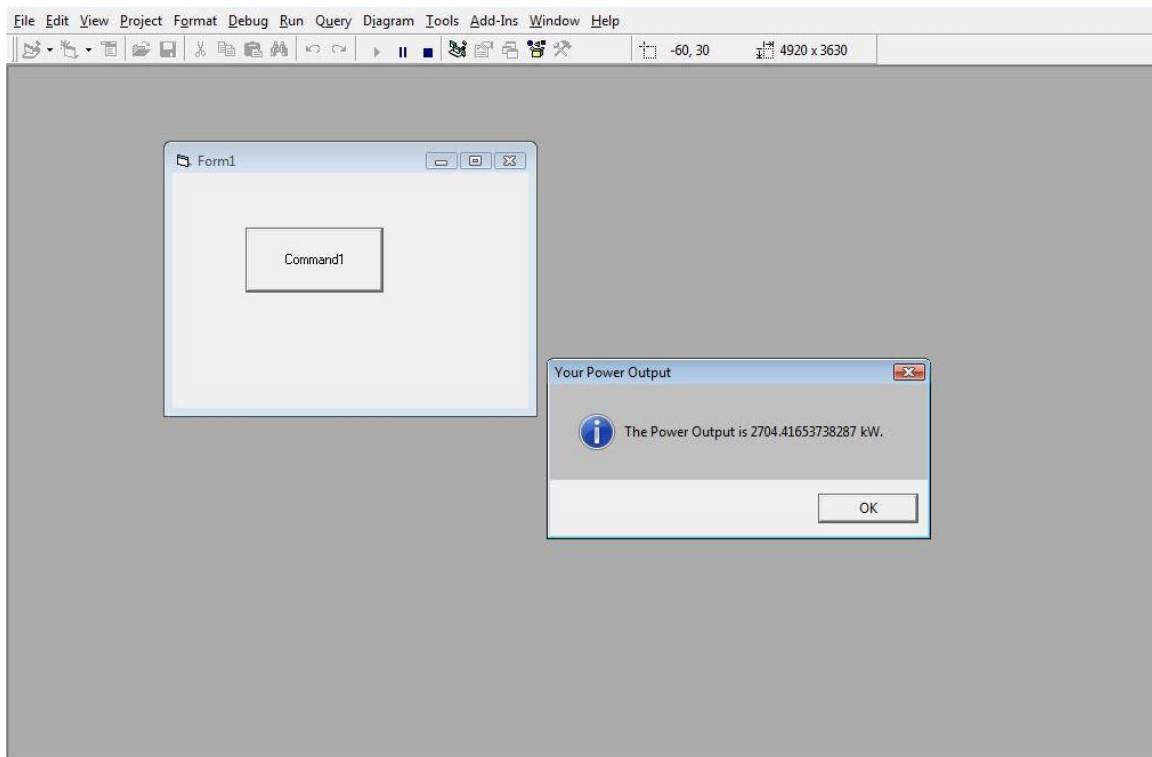 File Edit View Project Format Debug Run Query Diagram Tools Add-Ins Window Help
-60, 30 4920 x 3630
Form1
Command1
Your Power Output
The Power Output is 2704.41653738287 kW.
OK